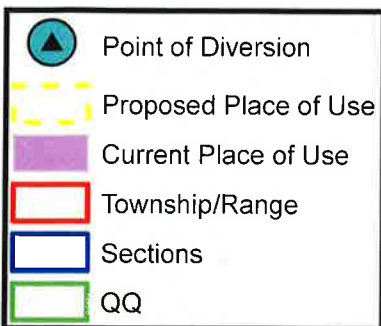 Point of Diversion
Proposed Place of Use
Current Place of Use
Township/Range
Sections
QQ